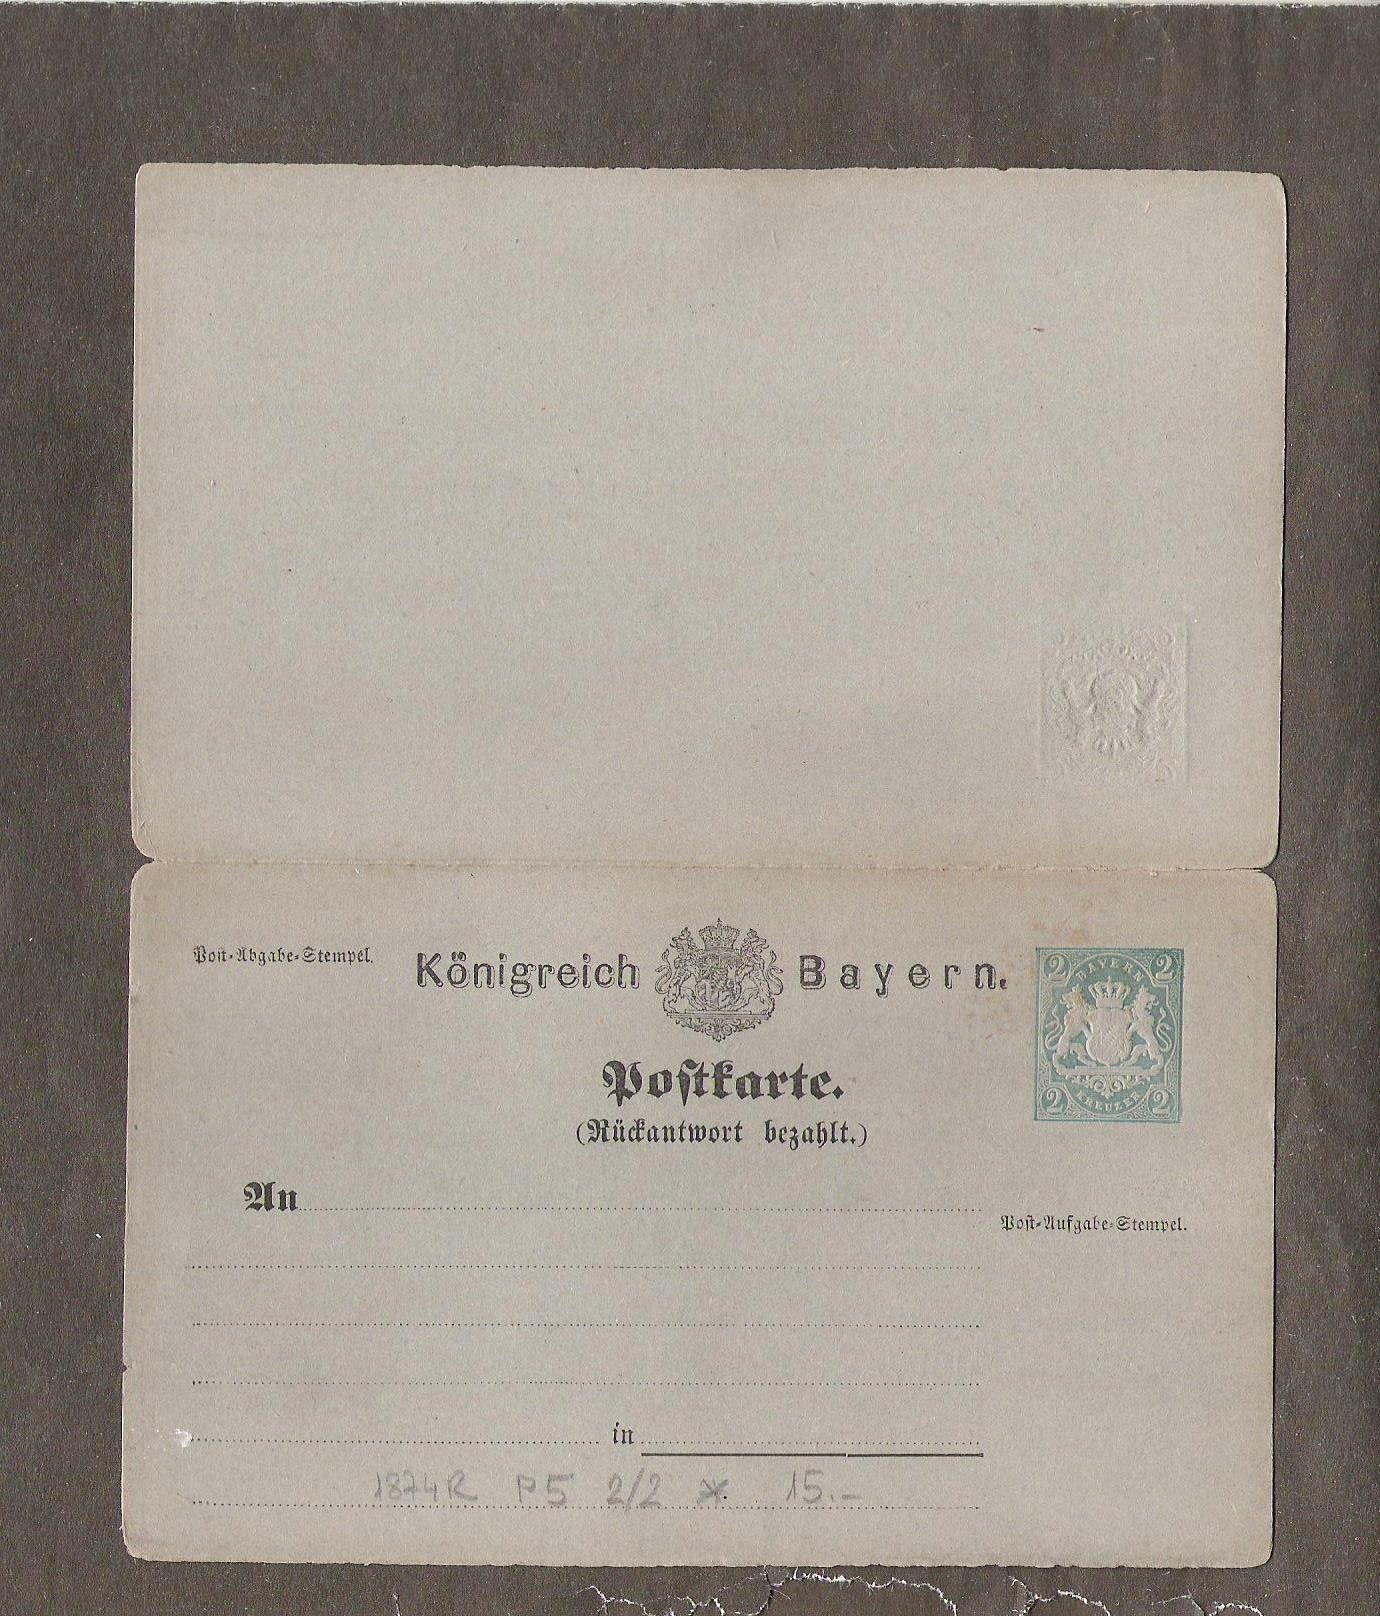 Post-Abgabe-Stempel.
Königreich Bayern.
2 BAYERN 2
2 KREUZER 2
Postkarte.
(Rückantwort bezahlt.)
An
Post-Aufgabe-Stempel.
in
1874R P5 2/2 * 15.-